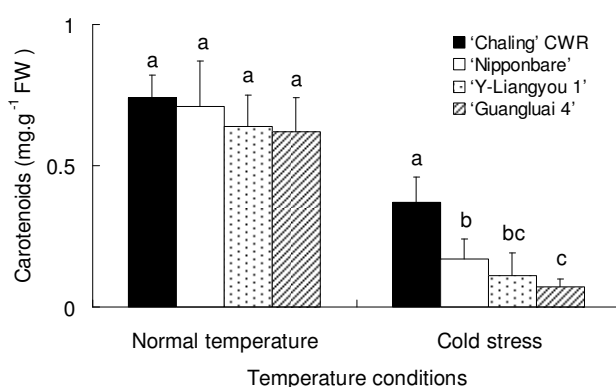 1
‘Chaling’ CWR
‘Nipponbare’
‘Y-Liangyou 1’
‘Guangluai 4’
a
a
a
a
Carotenoids (mg.g⁻¹ FW)
0.5
a
b
bc
c
0
Normal temperature
Cold stress
Temperature conditions